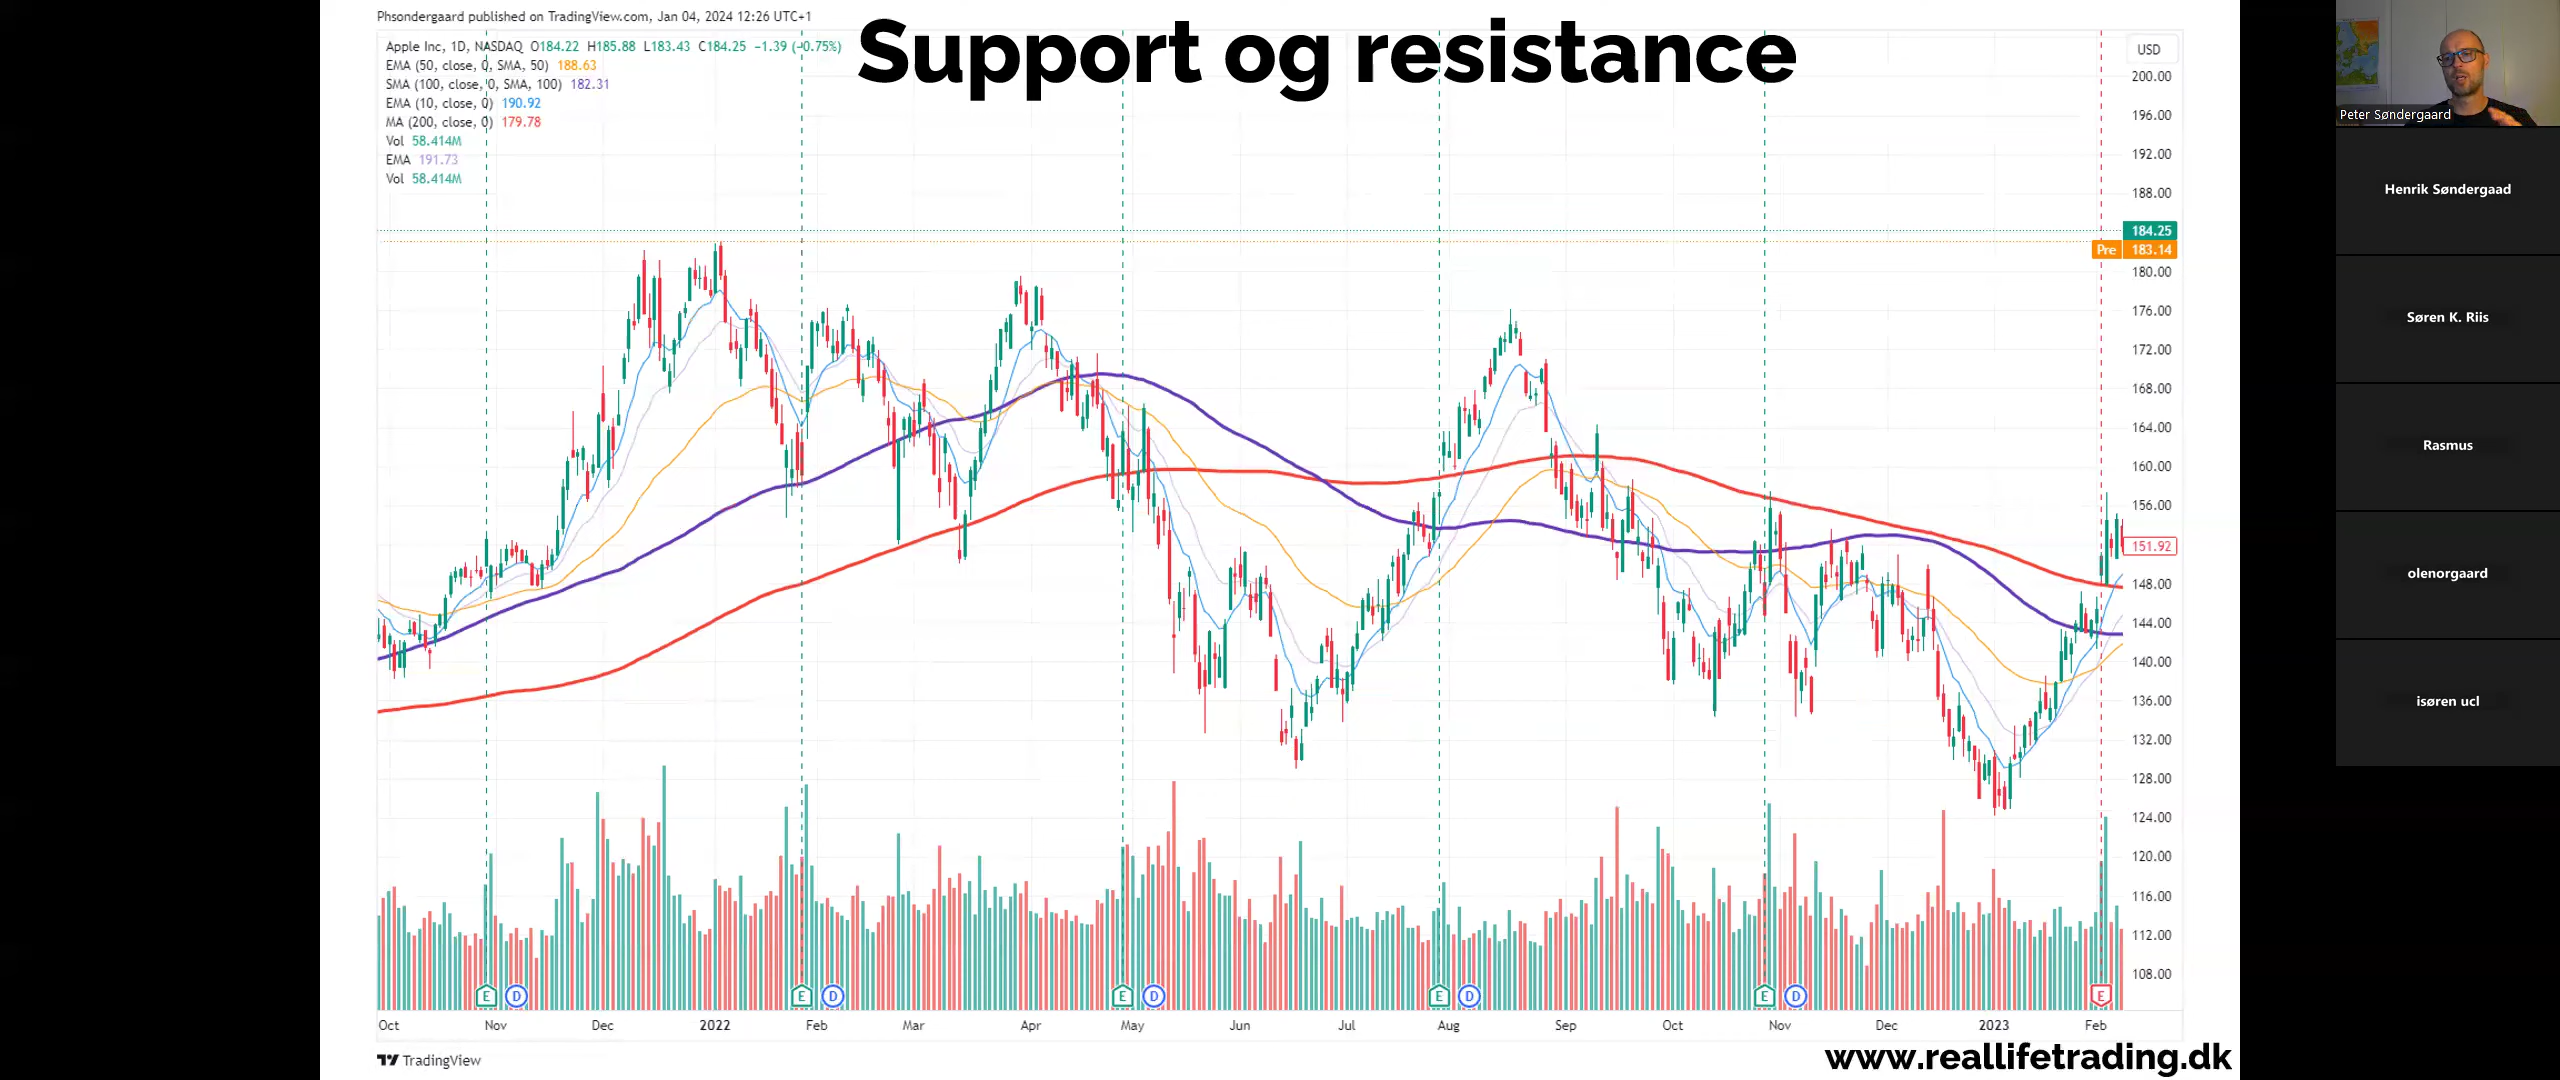 Phsondergaard published on TradingView.com, Jan 04, 2024 12:26 UTC+1
Support og resistance
Apple Inc, 1D, NASDAQ O184.22 H185.88 L183.43 C184.25 −1.39 (−0.75%)
EMA (50, close, 0, SMA, 50) 188.63
SMA (100, close, 0, SMA, 100) 182.31
EMA (10, close, 0) 190.92
MA (200, close, 0) 179.78
Vol 58.414M
EMA 191.73
Vol 58.414M
USD
200.00
196.00
192.00
188.00
184.25
Pre 183.14
180.00
176.00
172.00
168.00
164.00
160.00
156.00
151.92
148.00
144.00
140.00
136.00
132.00
128.00
124.00
120.00
116.00
112.00
108.00
E D E D E D E D E D E
Oct Nov Dec 2022 Feb Mar Apr May Jun Jul Aug Sep Oct Nov Dec 2023 Feb
TradingView
www.reallifetrading.dk
Peter Søndergaard
Henrik Søndergaad
Søren K. Riis
Rasmus
olenorgaard
isøren ucl